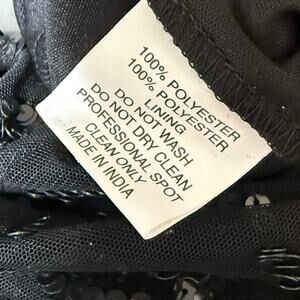 100% POLYESTER
100% POLYESTER
LINING
DO NOT WASH
DO NOT DRY CLEAN
PROFESSIONAL SPOT
CLEAN ONLY
MADE IN INDIA